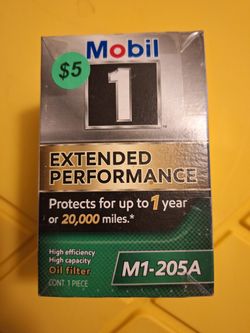 Mobil
$5
1
EXTENDED
PERFORMANCE
Protects for up to 1 year
or 20,000 miles.*
High efficiency
High capacity
Oil filter
CONT. 1 PIECE
M1-205A